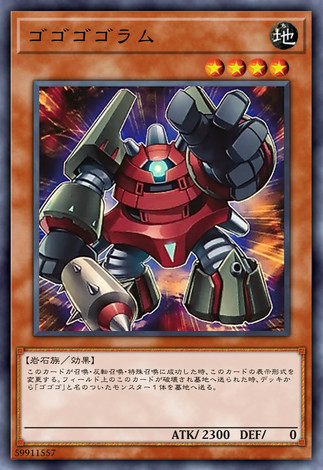 ゴゴゴゴラム
地
【岩石族／効果】
このカードが召喚・反転召喚・特殊召喚に成功した時、このカードの表示形式を
変更する。フィールド上のこのカードが破壊され墓地へ送られた時、デッキか
ら「ゴゴゴ」と名のついたモンスター１体を墓地へ送る。
ATK/ 2300 DEF/ 0
59911557